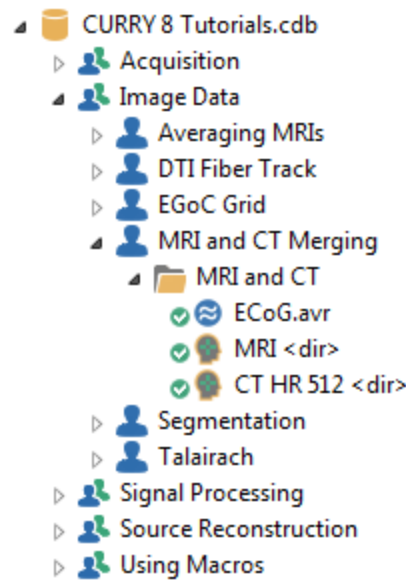 CURRY 8 Tutorials.cdb
Acquisition
Image Data
Averaging MRIs
DTI Fiber Track
EGoC Grid
MRI and CT Merging
MRI and CT
ECoG.avr
MRI <dir>
CT HR 512 <dir>
Segmentation
Talairach
Signal Processing
Source Reconstruction
Using Macros